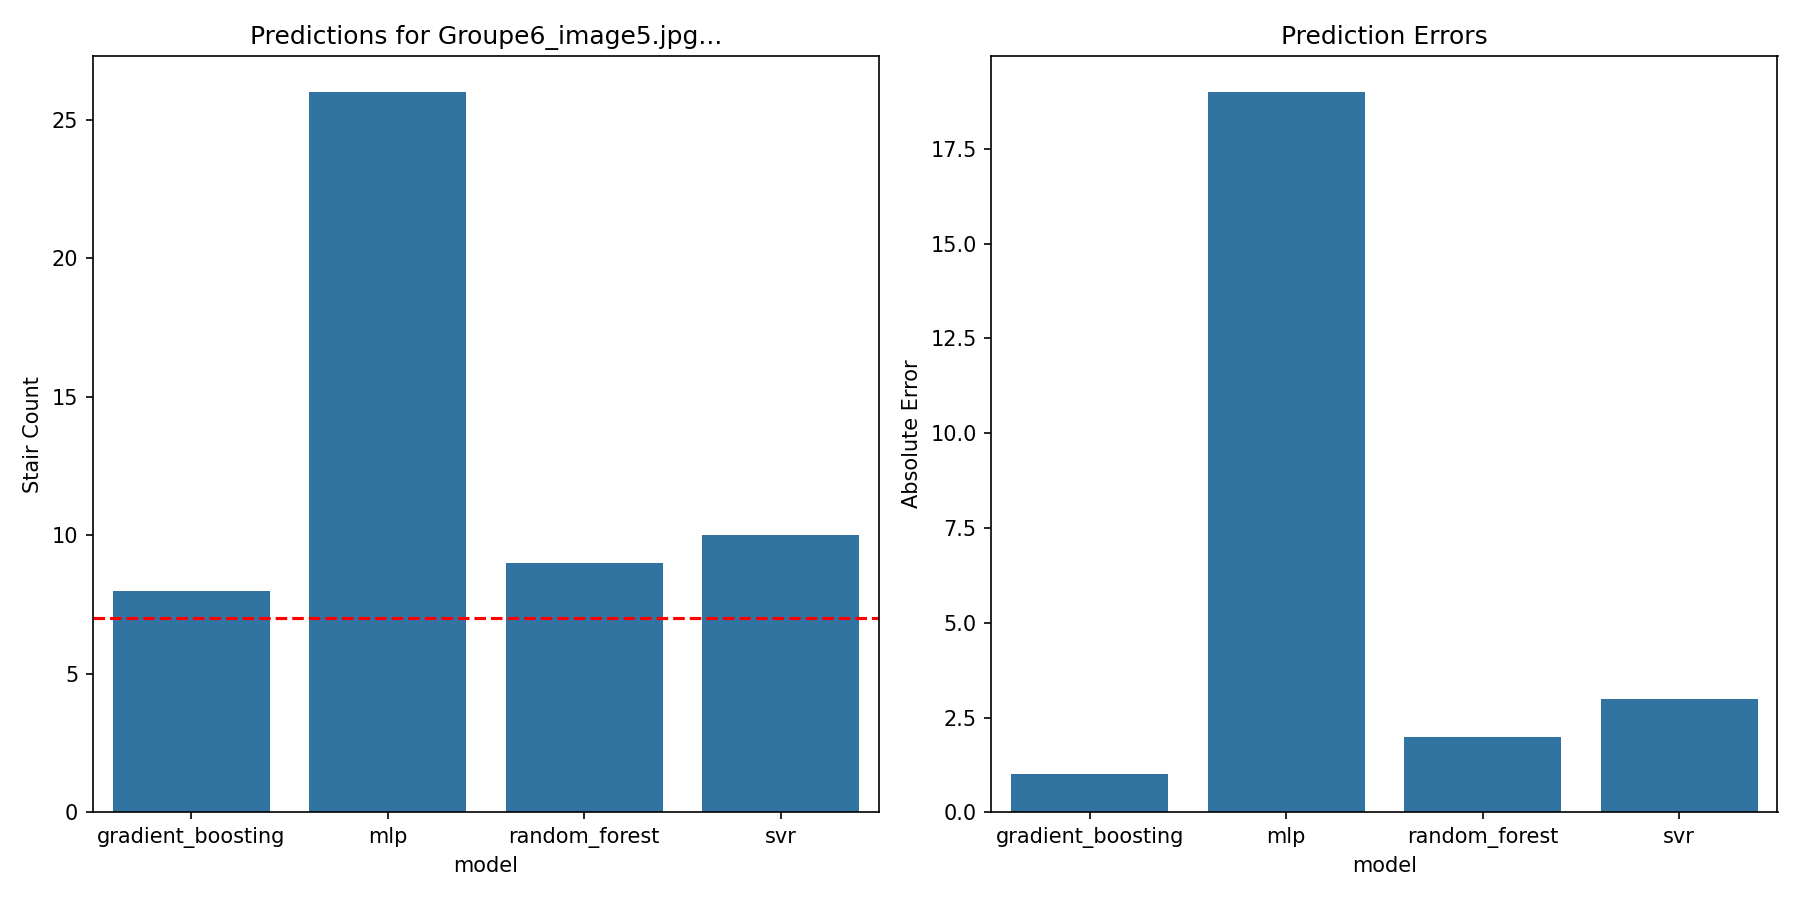 Predictions for Groupe6_image5.jpg...
Stair Count
25
20
15
10
5
0
gradient_boosting mlp random_forest svr
model
Prediction Errors
Absolute Error
17.5
15.0
12.5
10.0
7.5
5.0
2.5
0.0
gradient_boosting mlp random_forest svr
model